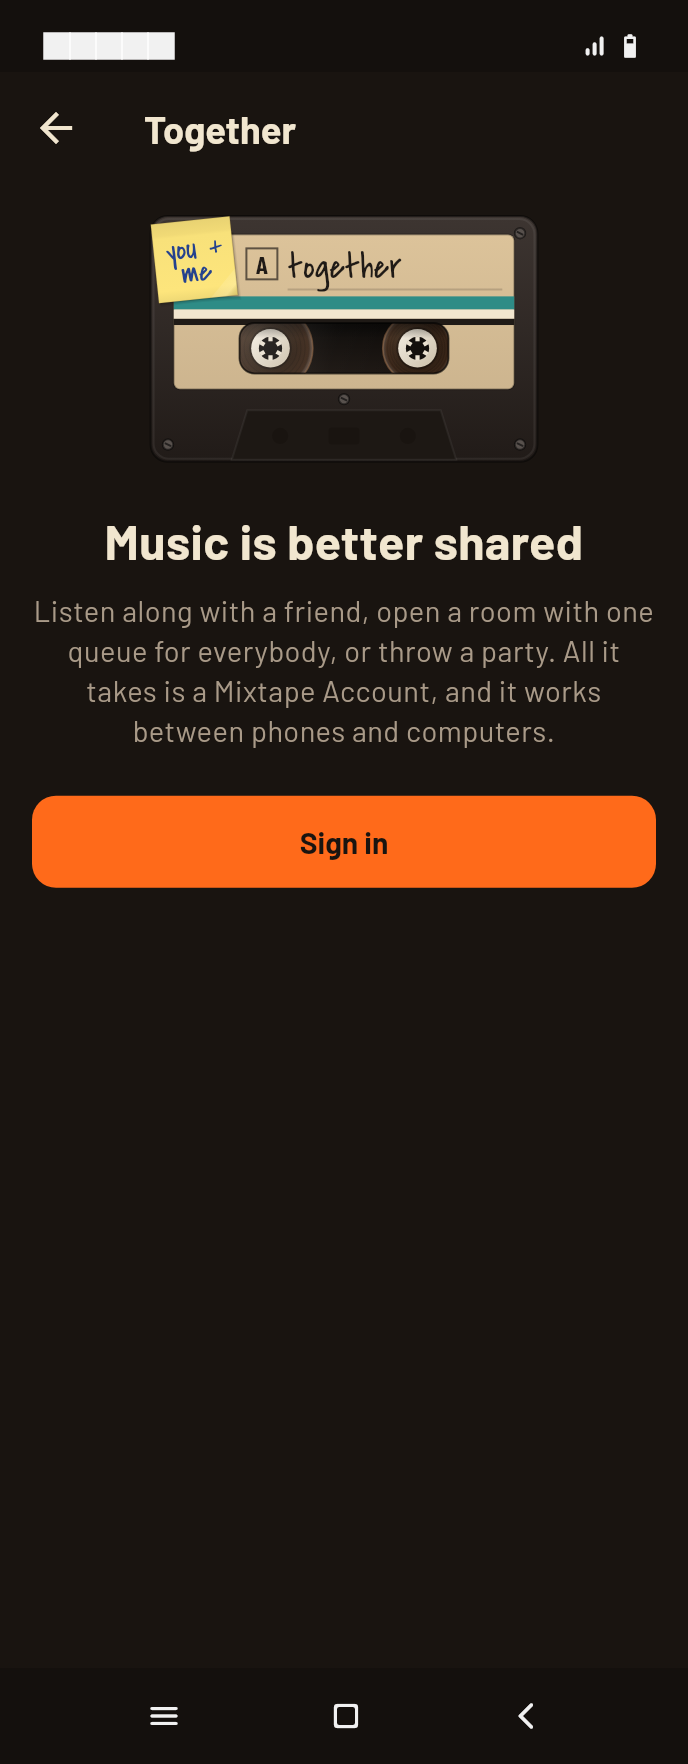 Together
you +
me
A together
Music is better shared
Listen along with a friend, open a room with one
queue for everybody, or throw a party. All it
takes is a Mixtape Account, and it works
between phones and computers.
Sign in